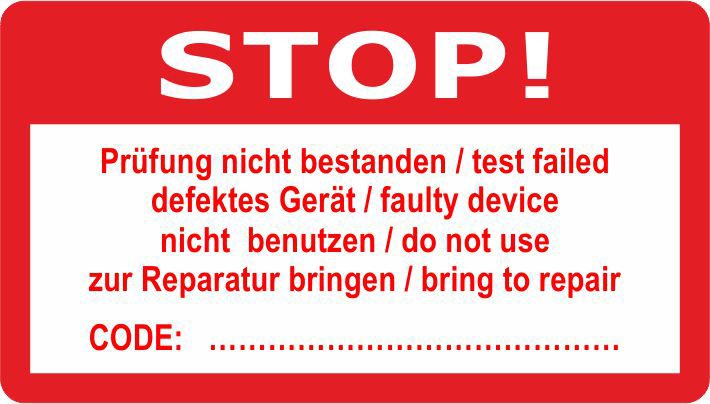 STOP!
Prüfung nicht bestanden / test failed
defektes Gerät / faulty device
nicht benutzen / do not use
zur Reparatur bringen / bring to repair
CODE: ..........................................